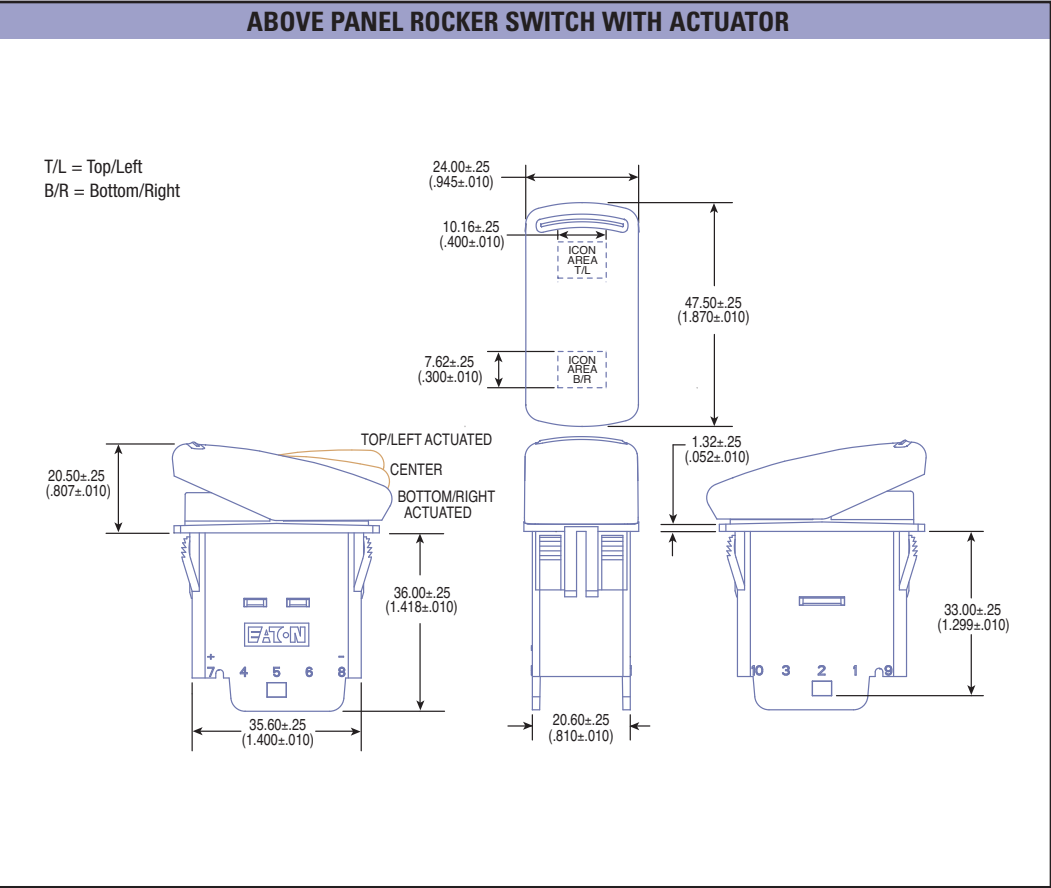 ABOVE PANEL ROCKER SWITCH WITH ACTUATOR
T/L = Top/Left
B/R = Bottom/Right
24.00±.25
(.945±.010)
10.16±.25
(.400±.010)
ICON
AREA
T/L
47.50±.25
(1.870±.010)
7.62±.25
(.300±.010)
ICON
AREA
B/R
TOP/LEFT ACTUATED
CENTER
BOTTOM/RIGHT
ACTUATED
20.50±.25
(.807±.010)
1.32±.25
(.052±.010)
36.00±.25
(1.418±.010)
33.00±.25
(1.299±.010)
EATON
+ -
7 4 5 6 8
10 3 2 1 9
35.60±.25
(1.400±.010)
20.60±.25
(.810±.010)